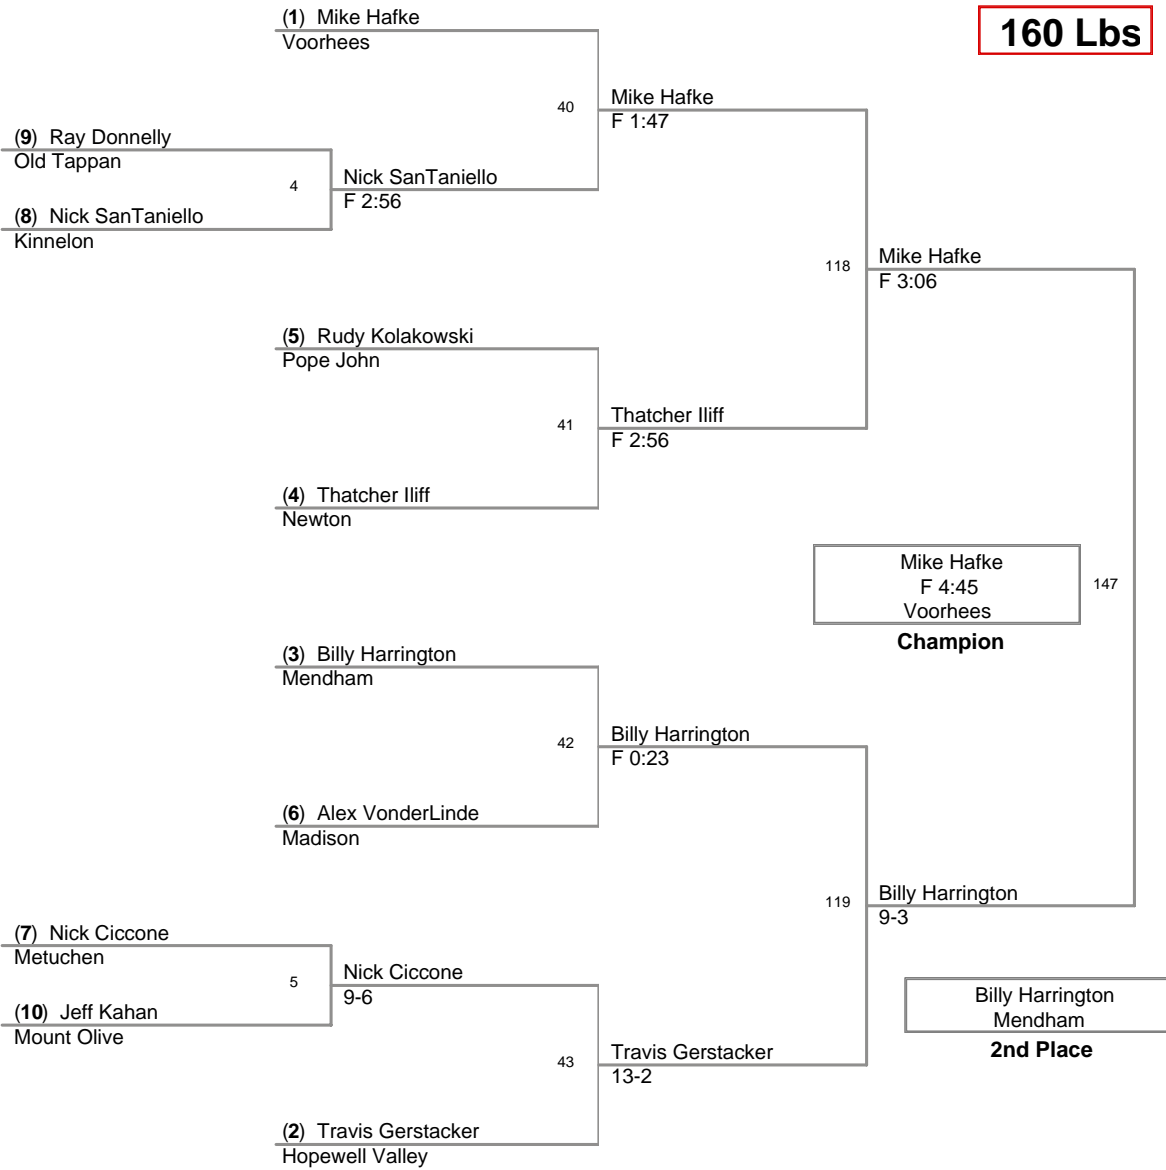 (1) Mike Hafke
Voorhees
160 Lbs
40
Mike Hafke
F 1:47
(9) Ray Donnelly
Old Tappan
4
Nick SanTaniello
F 2:56
(8) Nick SanTaniello
Kinnelon
118
Mike Hafke
F 3:06
(5) Rudy Kolakowski
Pope John
41
Thatcher Iliff
F 2:56
(4) Thatcher Iliff
Newton
Mike Hafke
F 4:45
Voorhees
147
Champion
(3) Billy Harrington
Mendham
42
Billy Harrington
F 0:23
(6) Alex VonderLinde
Madison
119
Billy Harrington
9-3
(7) Nick Ciccone
Metuchen
5
Nick Ciccone
9-6
(10) Jeff Kahan
Mount Olive
Billy Harrington
Mendham
2nd Place
43
Travis Gerstacker
13-2
(2) Travis Gerstacker
Hopewell Valley